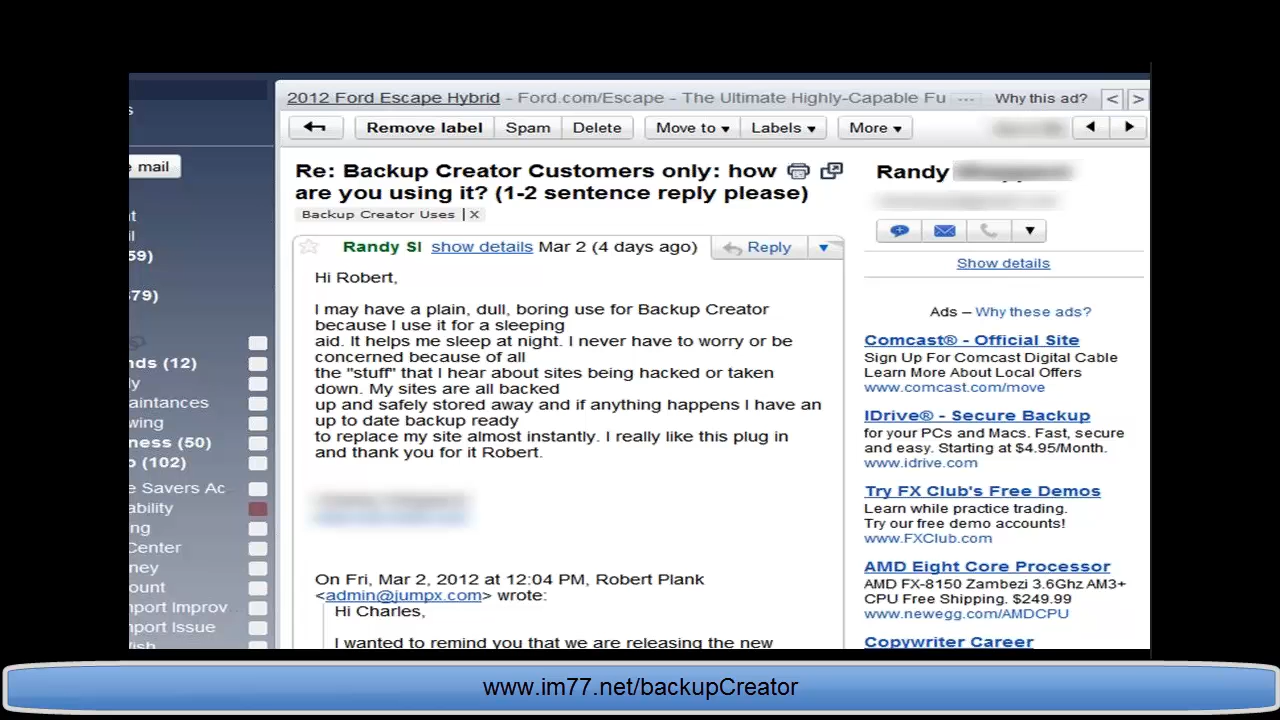 2012 Ford Escape Hybrid - Ford.com/Escape - The Ultimate Highly-Capable Fu ... Why this ad? < >
Remove label Spam Delete Move to Labels More
e mail
59)
79)
nds (12)
ly
aintances
wing
ness (50)
o (102)
e Savers Ac
ability
ng
Center
ney
ount
mport Improv
mport Issue
Re: Backup Creator Customers only: how
are you using it? (1-2 sentence reply please)
Backup Creator Uses | X
Randy SI show details Mar 2 (4 days ago) Reply
Hi Robert,
I may have a plain, dull, boring use for Backup Creator
because I use it for a sleeping
aid. It helps me sleep at night. I never have to worry or be
concerned because of all
the "stuff" that I hear about sites being hacked or taken
down. My sites are all backed
up and safely stored away and if anything happens I have an
up to date backup ready
to replace my site almost instantly. I really like this plug in
and thank you for it Robert.
On Fri, Mar 2, 2012 at 12:04 PM, Robert Plank
<admin@jumpx.com> wrote:
Hi Charles,
I wanted to remind you that we are releasing the new
Randy
Show details
Ads – Why these ads?
Comcast® - Official Site
Sign Up For Comcast Digital Cable
Learn More About Local Offers
www.comcast.com/move
IDrive® - Secure Backup
for your PCs and Macs. Fast, secure
and easy. Starting at $4.95/Month.
www.idrive.com
Try FX Club's Free Demos
Learn while practice trading.
Try our free demo accounts!
www.FXClub.com
AMD Eight Core Processor
AMD FX-8150 Zambezi 3.6Ghz AM3+
CPU Free Shipping, $249.99
www.newegg.com/AMDCPU
Copywriter Career
www.im77.net/backupCreator